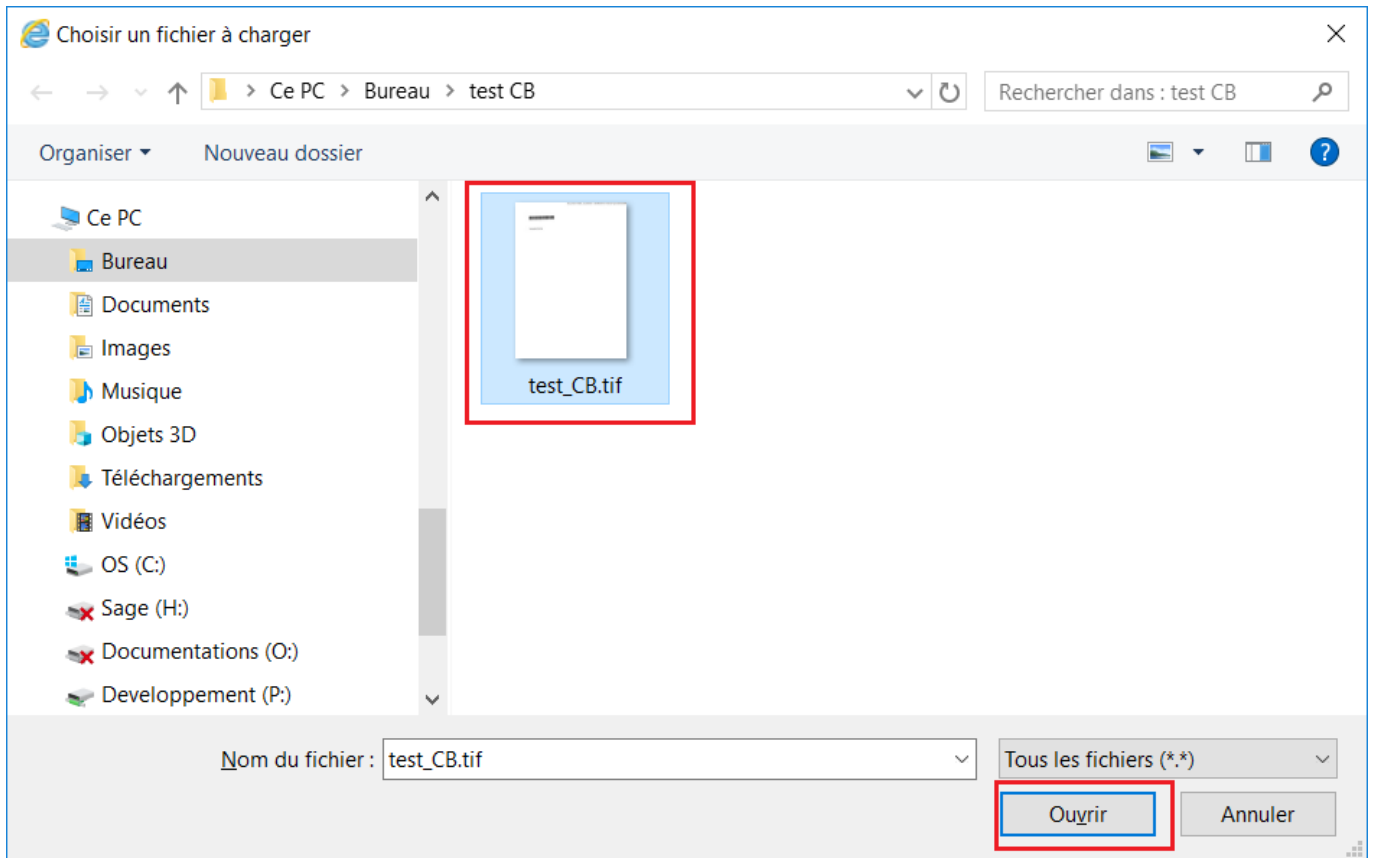 Choisir un fichier à charger
> Ce PC > Bureau > test CB
Rechercher dans : test CB
Organiser
Nouveau dossier
?
Ce PC
Bureau
Documents
Images
Musique
Objets 3D
Téléchargements
Vidéos
OS (C:)
Sage (H:)
Documentations (O:)
Developpement (P:)
test_CB.tif
Nom du fichier : test_CB.tif
Tous les fichiers (*.*)
Ouvrir
Annuler